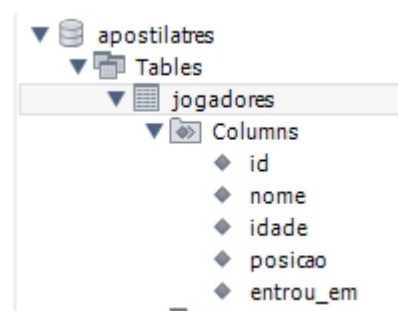 apostilatres
Tables
jogadores
Columns
id
nome
idade
posicao
entrou_em